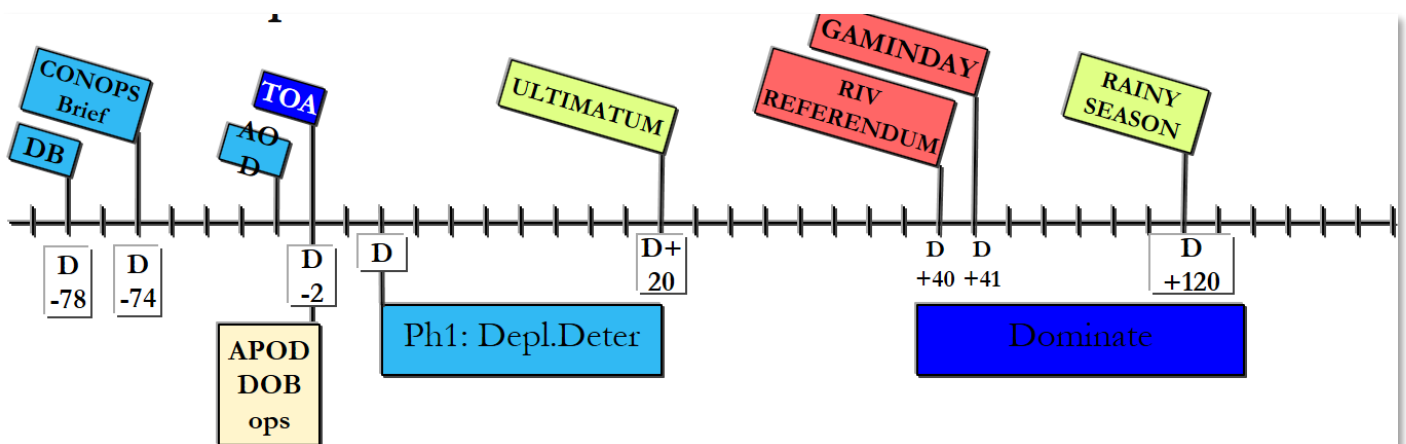 CONOPS
Brief
DB
TOA
AO
D
ULTIMATUM
GAMINDAY
RIV
REFERENDUM
RAINY
SEASON
D
-78
D
-74
D
-2
D
D+
20
D
+40
D
+41
D
+120
APOD
DOB
ops
Ph1: Depl.Deter
Dominate